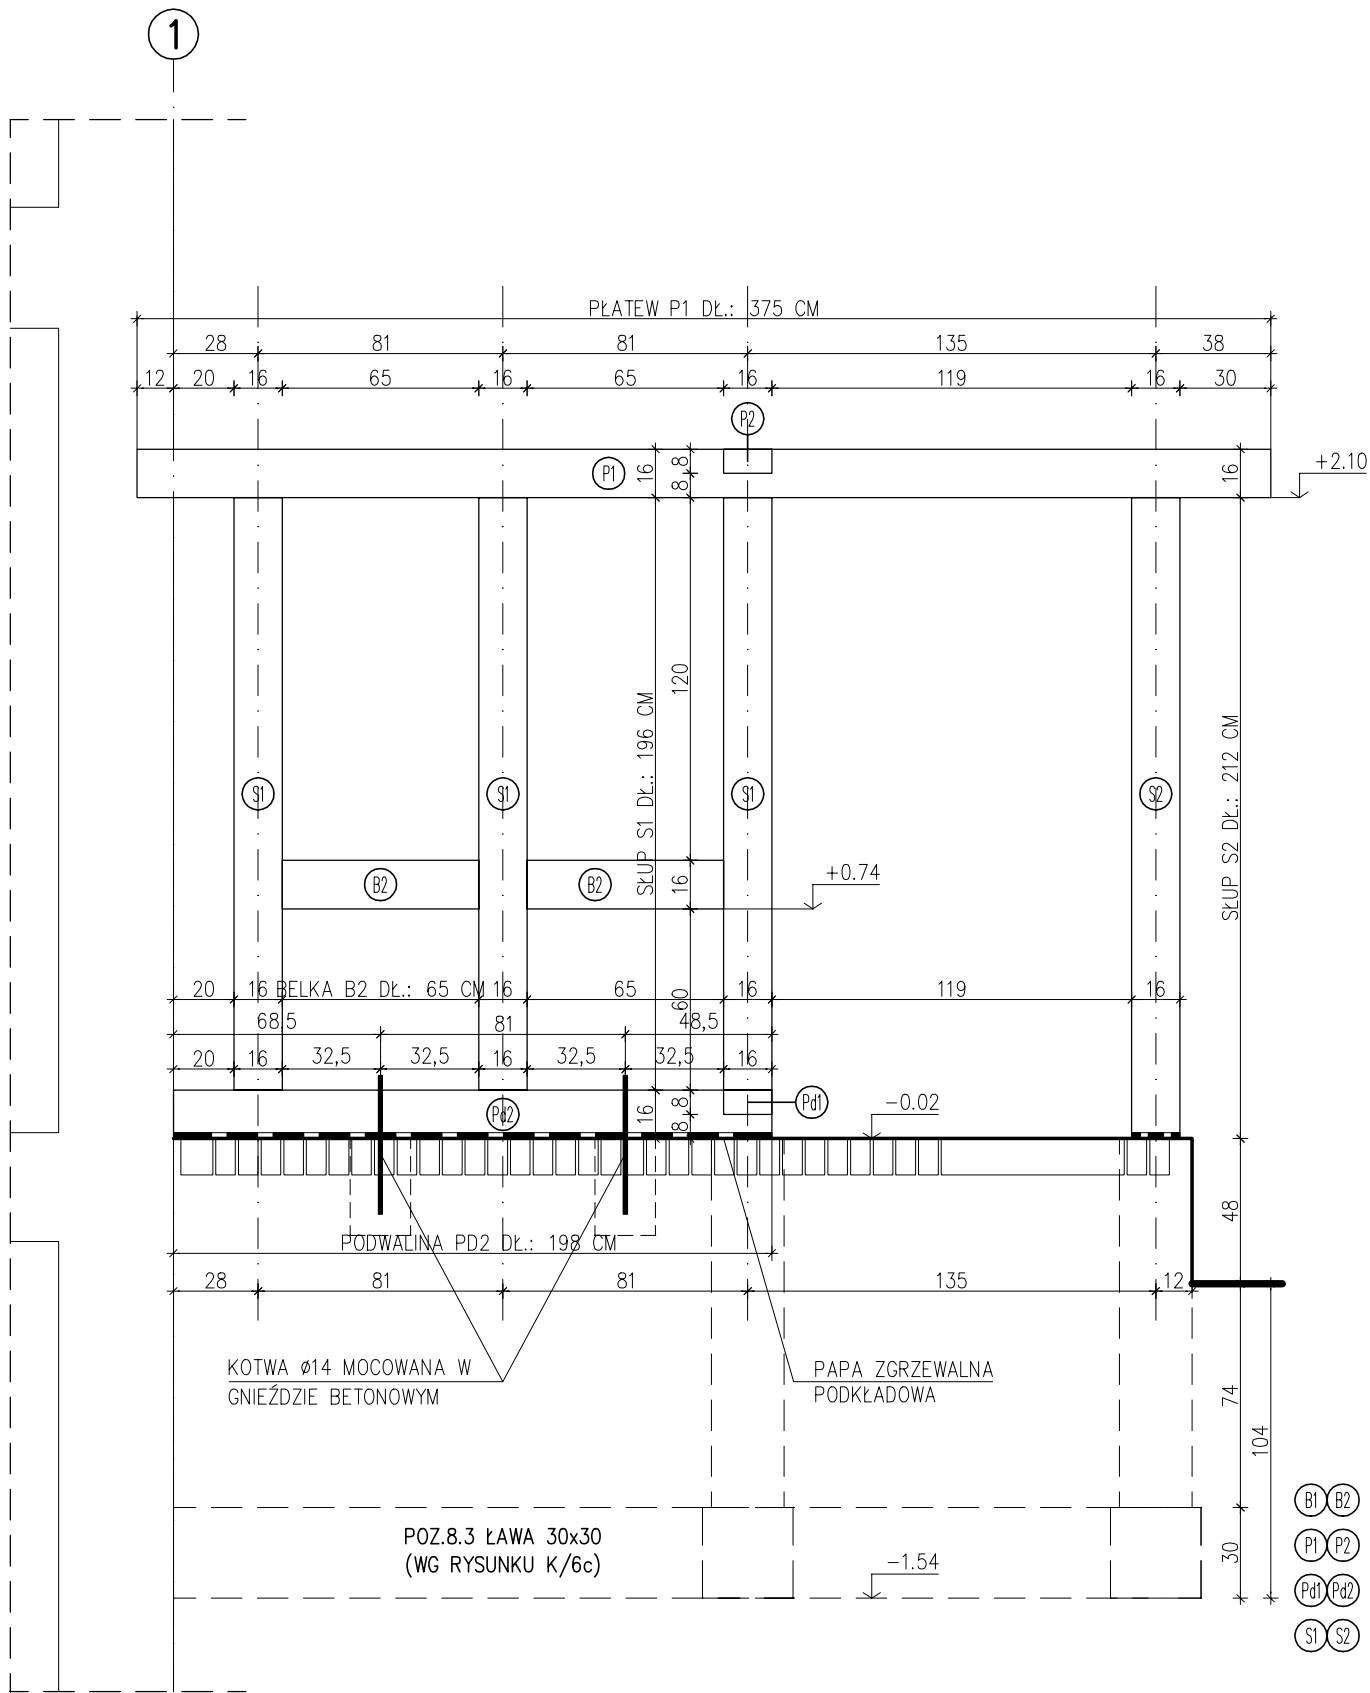 1
PŁATEW P1 DŁ.: 375 CM
28 81 81 135 38
12 20 16 65 16 65 16 119 16 30
P2
P1
16
8
8
16
+2.10
120
SŁUP S1 DŁ.: 196 CM
SŁUP S2 DŁ.: 212 CM
S1 S1 S1 S2
B2 B2
16
+0.74
60
20 16 BELKA B2 DŁ.: 65 CM 16 65 16 119 16
68,5 81 48,5
20 16 32,5 32,5 16 32,5 32,5 16
Pd2
16
8
8
Pd1
-0.02
48
PODWALINA PD2 DŁ.: 198 CM
28 81 81 135 12
KOTWA ø14 MOCOWANA W
GNIEŹDZIE BETONOWYM
PAPA ZGRZEWALNA
PODKŁADOWA
74
104
POZ.8.3 ŁAWA 30x30
(WG RYSUNKU K/6c)
-1.54
30
B1 B2
P1 P2
Pd1 Pd2
S1 S2